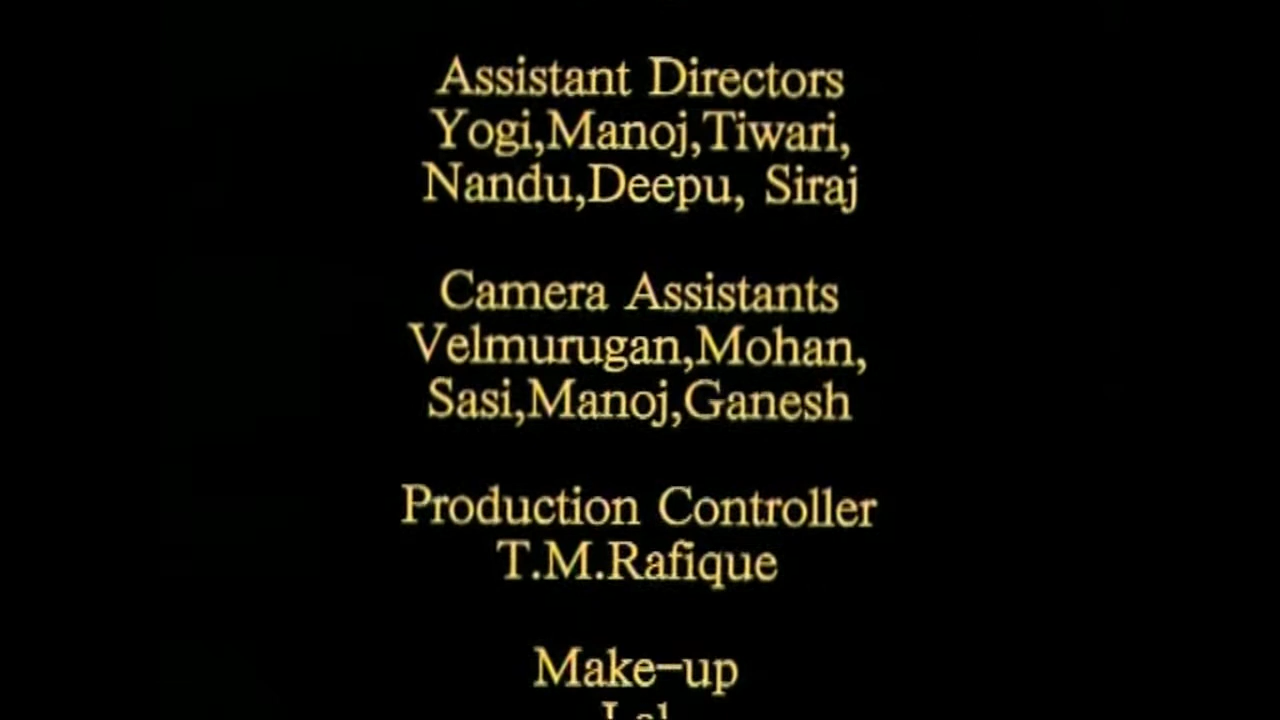 Assistant Directors
Yogi,Manoj,Tiwari,
Nandu,Deepu, Siraj
Camera Assistants
Velmurugan,Mohan,
Sasi,Manoj,Ganesh
Production Controller
T.M.Rafique
Make-up
Lal